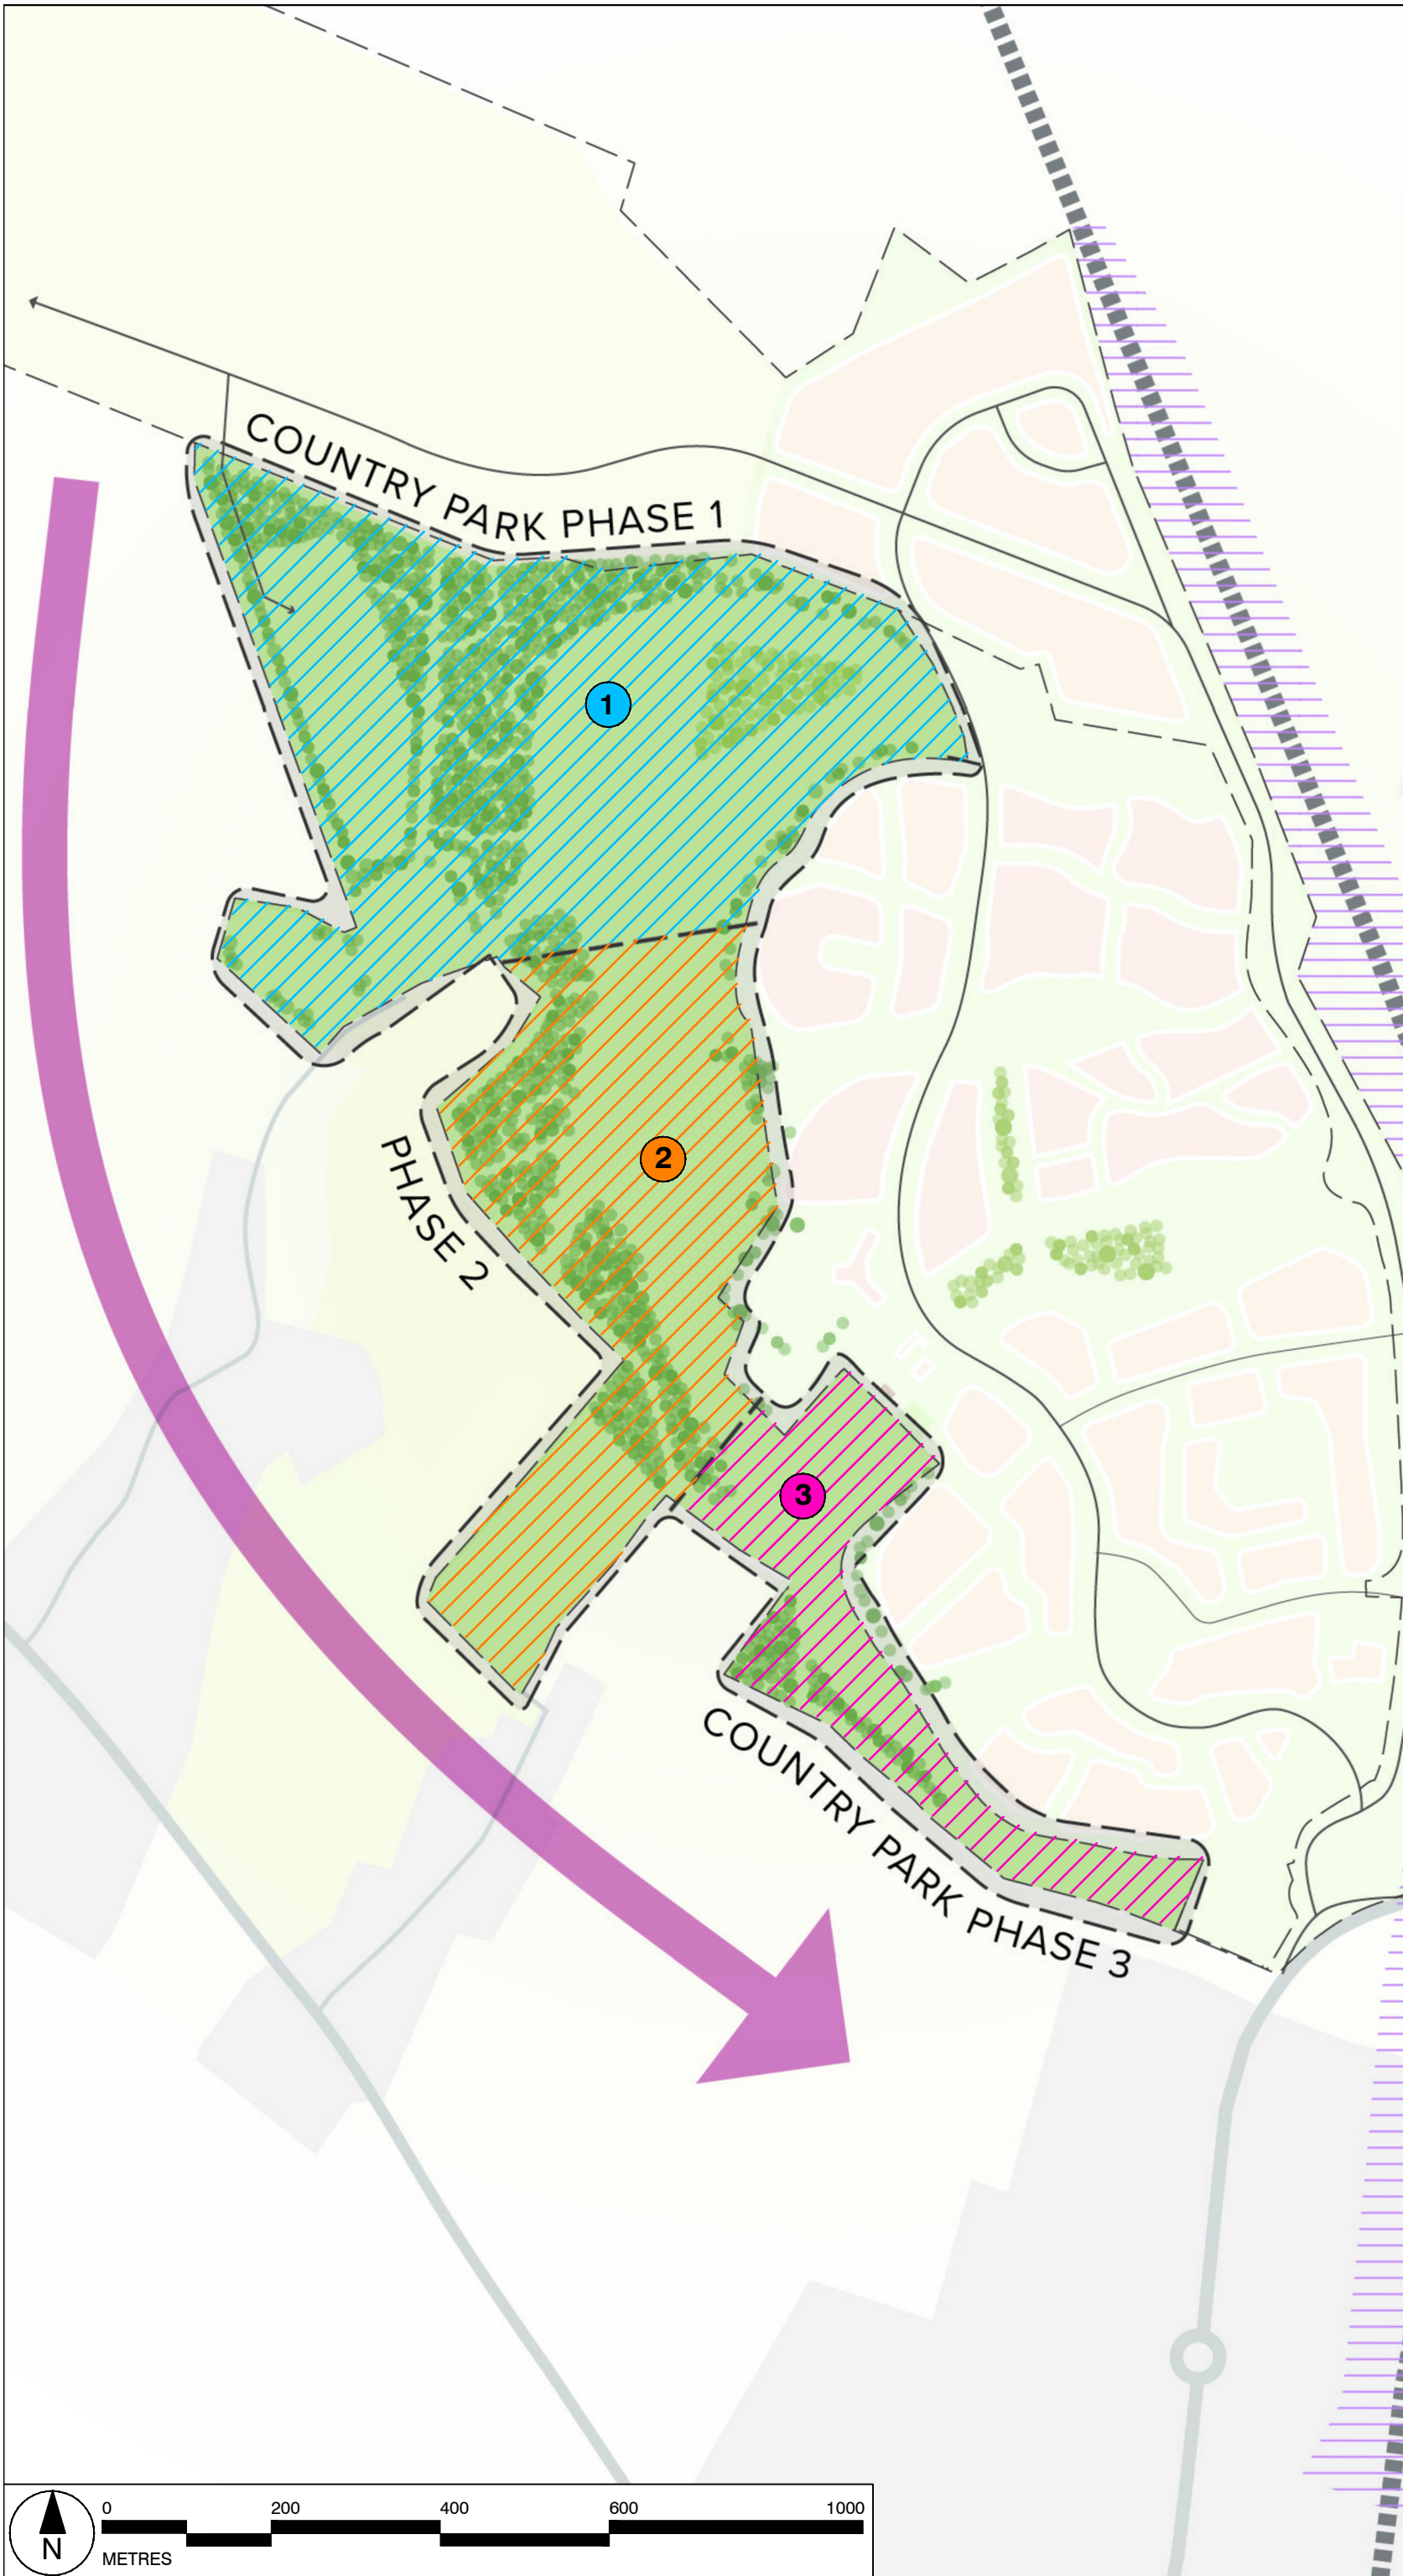 COUNTRY PARK PHASE 1
1
PHASE 2
2
3
COUNTRY PARK PHASE 3
0 200 400 600 1000
N
METRES